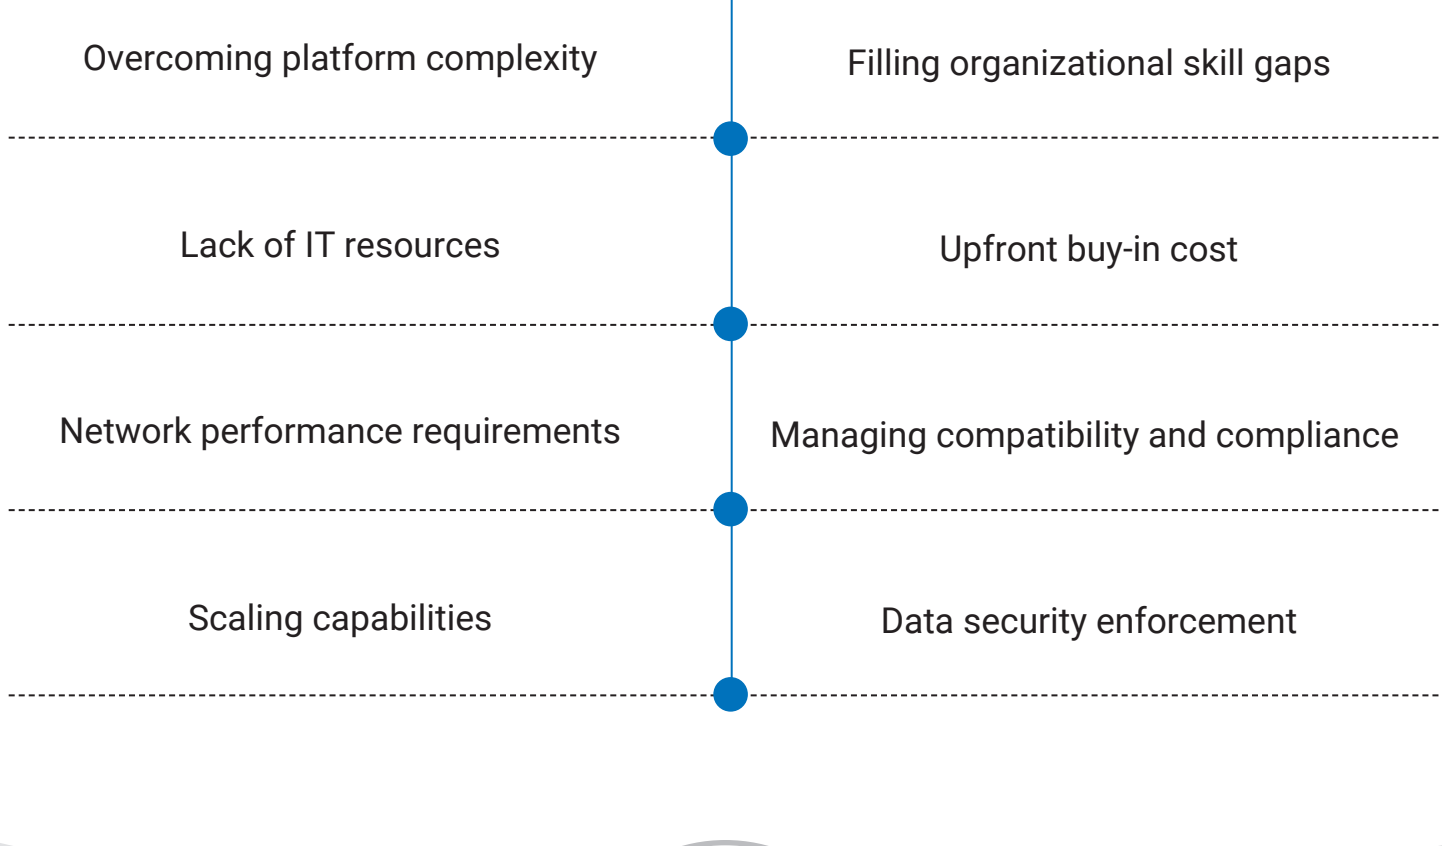 Overcoming platform complexity
Filling organizational skill gaps
Lack of IT resources
Upfront buy-in cost
Network performance requirements
Managing compatibility and compliance
Scaling capabilities
Data security enforcement